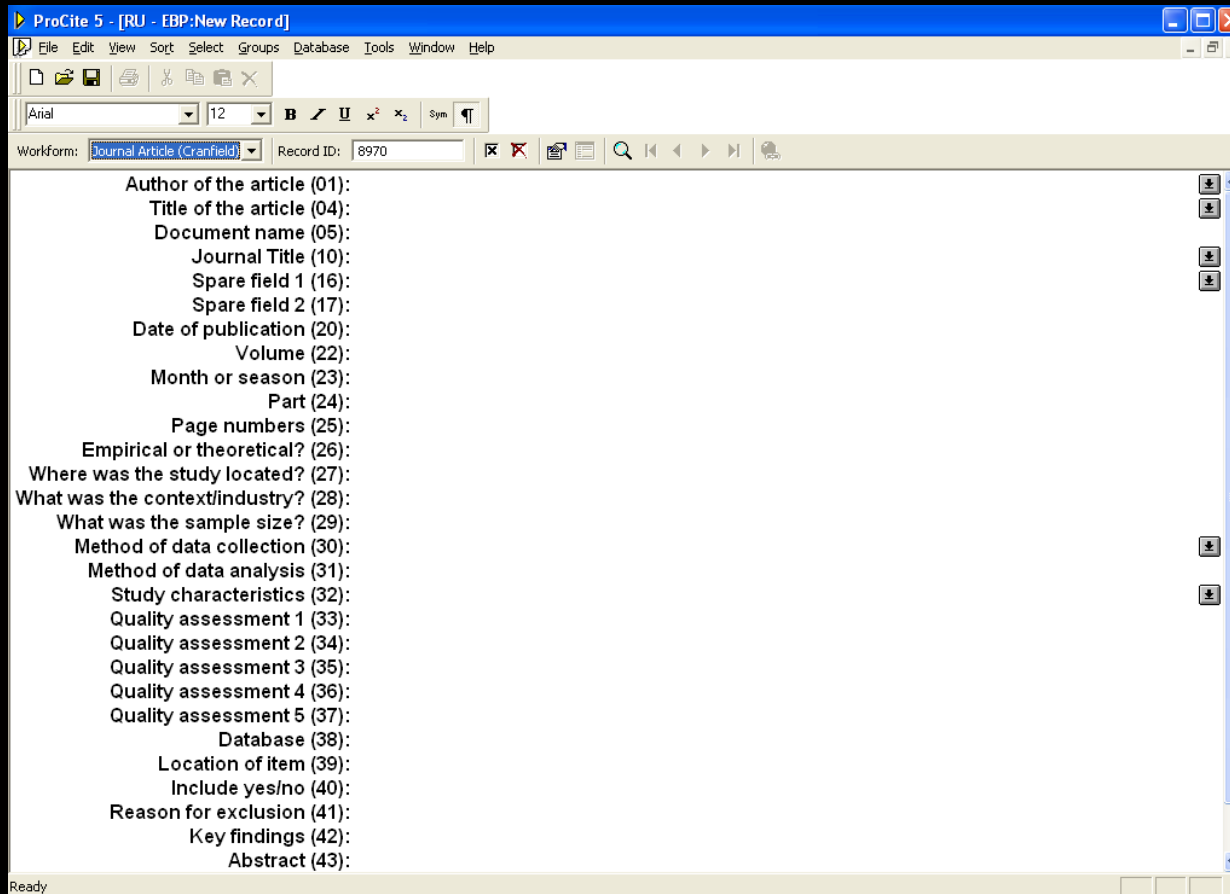 ProCite 5 - [RU - EBP:New Record]
File Edit View Sort Select Groups Database Tools Window Help
Arial 12 B I U x² x₂ Sym ¶
Workform: Journal Article (Cranfield) Record ID: 8970
Author of the article (01):
Title of the article (04):
Document name (05):
Journal Title (10):
Spare field 1 (16):
Spare field 2 (17):
Date of publication (20):
Volume (22):
Month or season (23):
Part (24):
Page numbers (25):
Empirical or theoretical? (26):
Where was the study located? (27):
What was the context/industry? (28):
What was the sample size? (29):
Method of data collection (30):
Method of data analysis (31):
Study characteristics (32):
Quality assessment 1 (33):
Quality assessment 2 (34):
Quality assessment 3 (35):
Quality assessment 4 (36):
Quality assessment 5 (37):
Database (38):
Location of item (39):
Include yes/no (40):
Reason for exclusion (41):
Key findings (42):
Abstract (43):
Ready